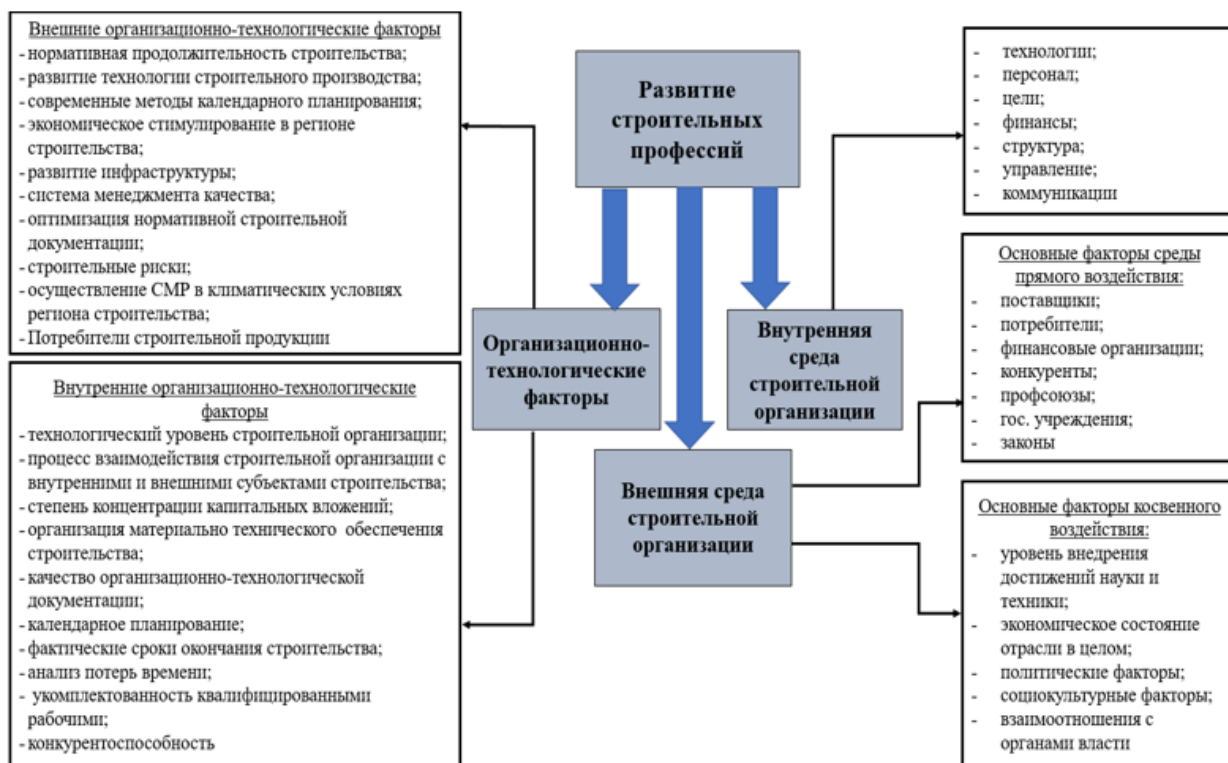 Внешние организационно-технологические факторы
- нормативная продолжительность строительства;
- развитие технологии строительного производства;
- современные методы календарного планирования;
- экономическое стимулирование в регионе
строительства;
- развитие инфраструктуры;
- система менеджмента качества;
- оптимизация нормативной строительной
документации;
- строительные риски;
- осуществление СМР в климатических условиях
региона строительства;
- Потребители строительной продукции
Внутренние организационно-технологические
факторы
- технологический уровень строительной организации;
- процесс взаимодействия строительной организации с
внутренними и внешними субъектами строительства;
- степень концентрации капитальных вложений;
- организация материально технического обеспечения
строительства;
- качество организационно-технологической
документации;
- календарное планирование;
- фактические сроки окончания строительства;
- анализ потерь времени;
- укомплектованность квалифицированными
рабочими;
- конкурентоспособность
Развитие
строительных
профессий
Организационно-
технологические
факторы
Внутренняя
среда
строительной
организации
Внешняя среда
строительной
организации
- технологии;
- персонал;
- цели;
- финансы;
- структура;
- управление;
- коммуникации
Основные факторы среды
прямого воздействия:
- поставщики;
- потребители;
- финансовые организации;
- конкуренты;
- профсоюзы;
- гос. учреждения;
- законы
Основные факторы косвенного
воздействия:
- уровень внедрения
достижений науки и
техники;
- экономическое состояние
отрасли в целом;
- политические факторы;
- социокультурные факторы;
- взаимоотношения с
органами власти